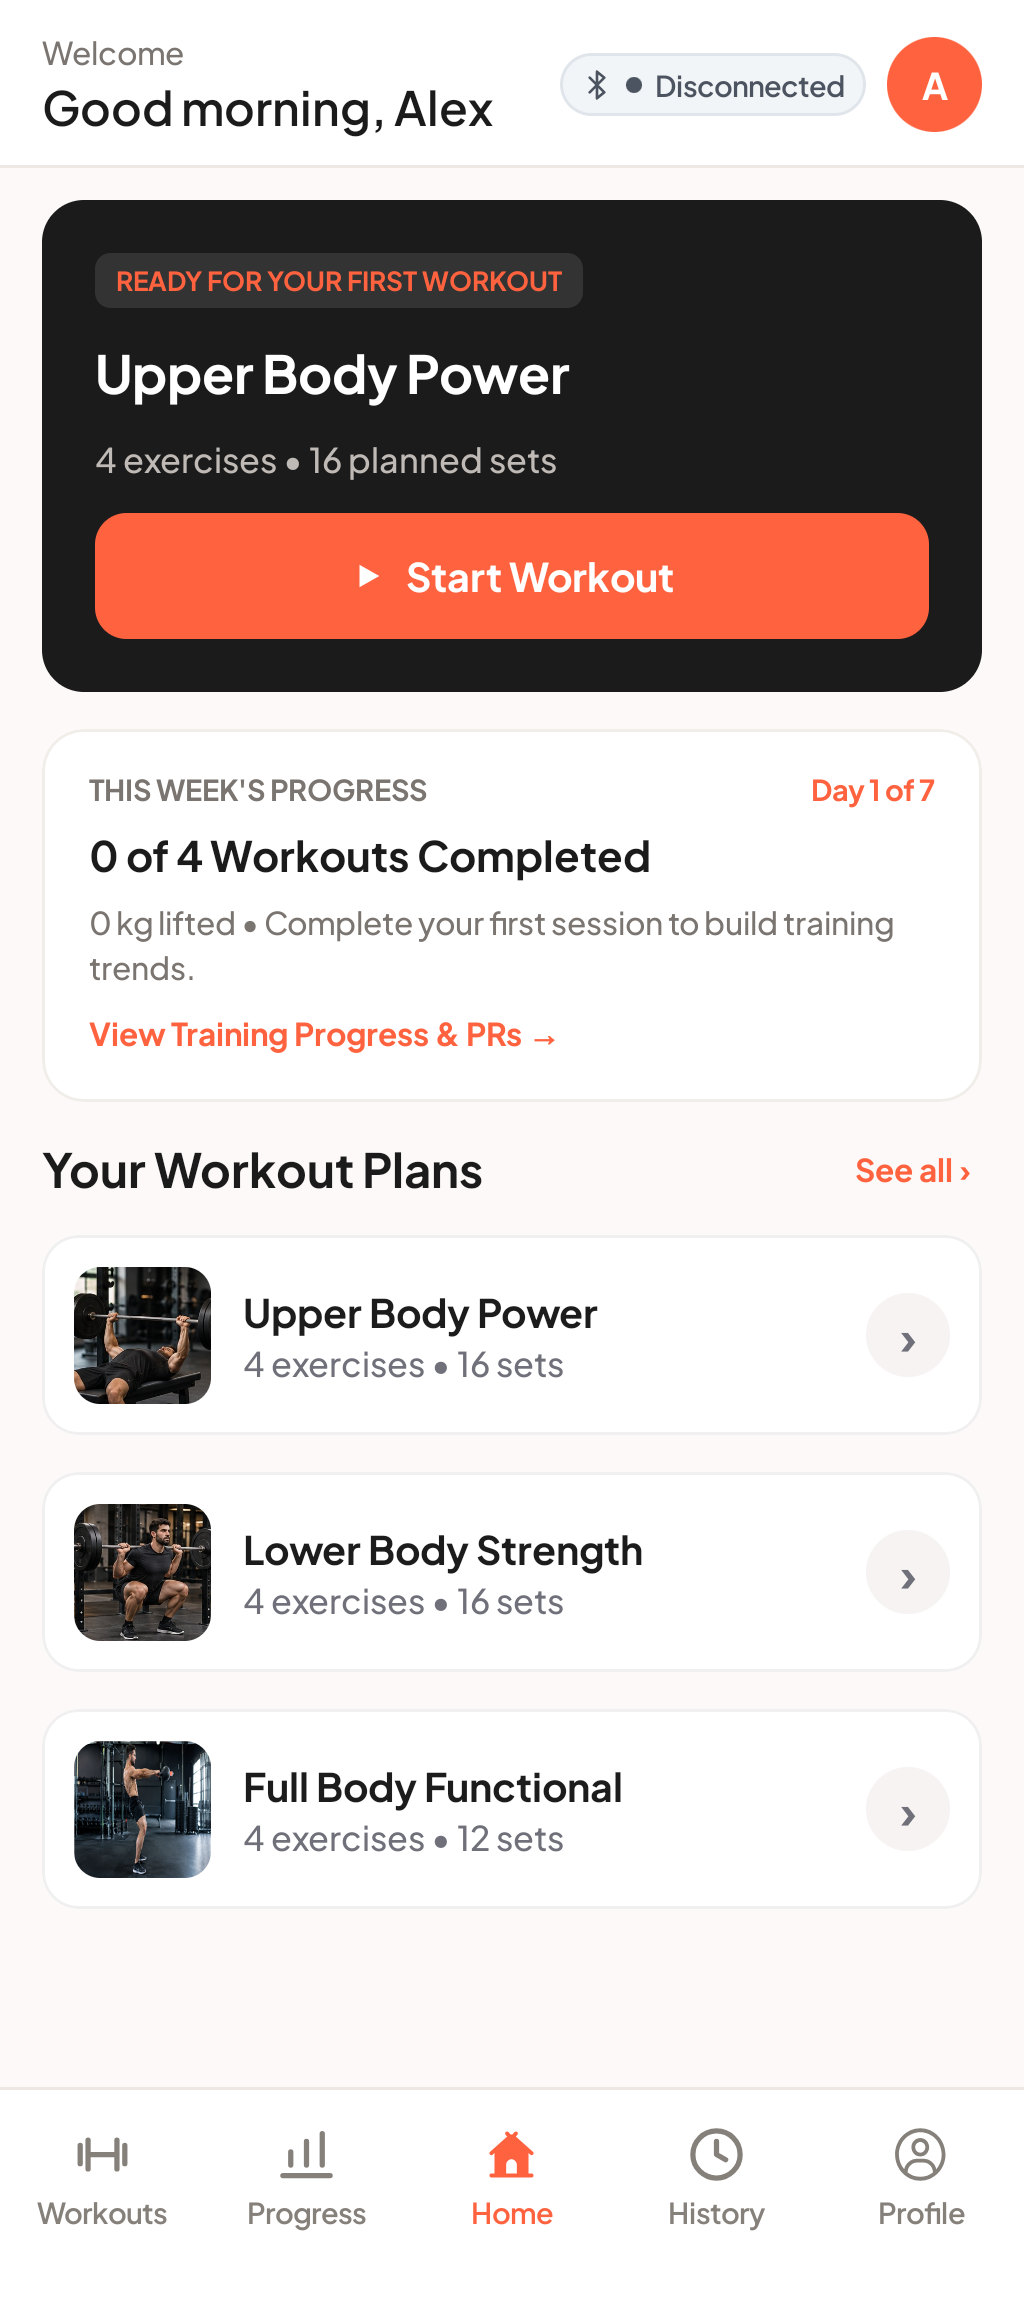 Welcome
Good morning, Alex
Disconnected
A
READY FOR YOUR FIRST WORKOUT
Upper Body Power
4 exercises • 16 planned sets
Start Workout
THIS WEEK'S PROGRESS
Day 1 of 7
0 of 4 Workouts Completed
0 kg lifted • Complete your first session to build training
trends.
View Training Progress & PRs →
Your Workout Plans
See all ›
Upper Body Power
4 exercises • 16 sets
Lower Body Strength
4 exercises • 16 sets
Full Body Functional
4 exercises • 12 sets
Workouts
Progress
Home
History
Profile